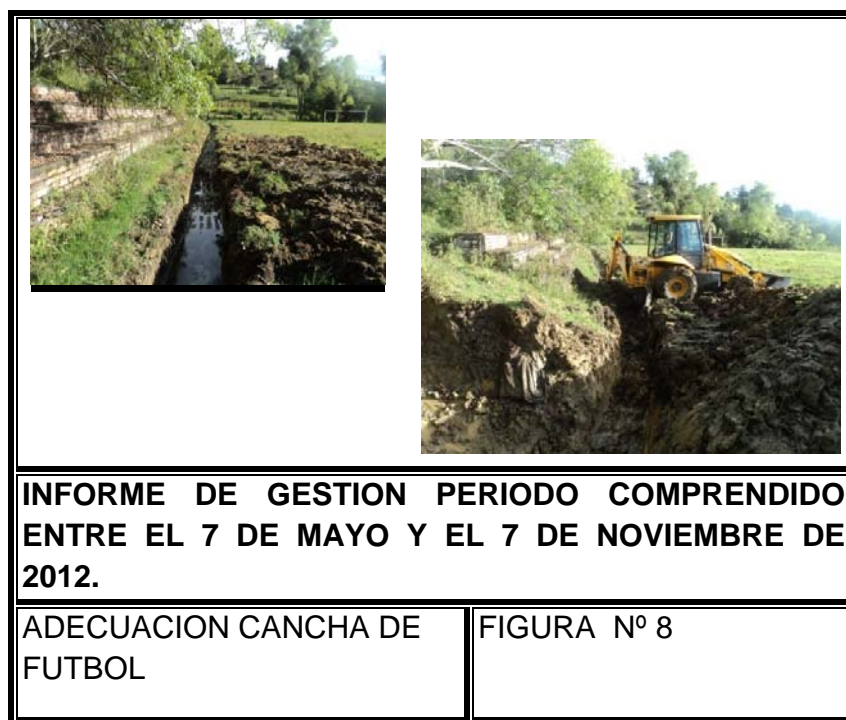 INFORME DE GESTION PERIODO COMPRENDIDO
ENTRE EL 7 DE MAYO Y EL 7 DE NOVIEMBRE DE
2012.
ADECUACION CANCHA DE
FUTBOL
FIGURA Nº 8